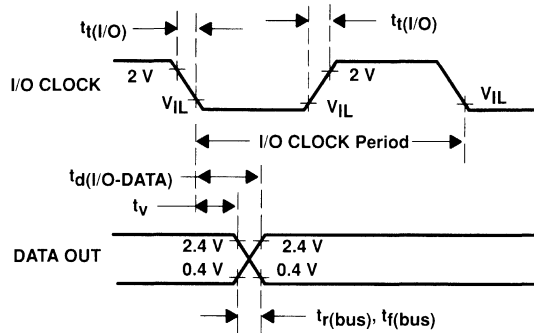 tt(I/O)
tt(I/O)
2 V
2 V
I/O CLOCK
VIL
VIL
VIL
I/O CLOCK Period
td(I/O-DATA)
tv
2.4 V
2.4 V
DATA OUT
0.4 V
0.4 V
tr(bus), tf(bus)